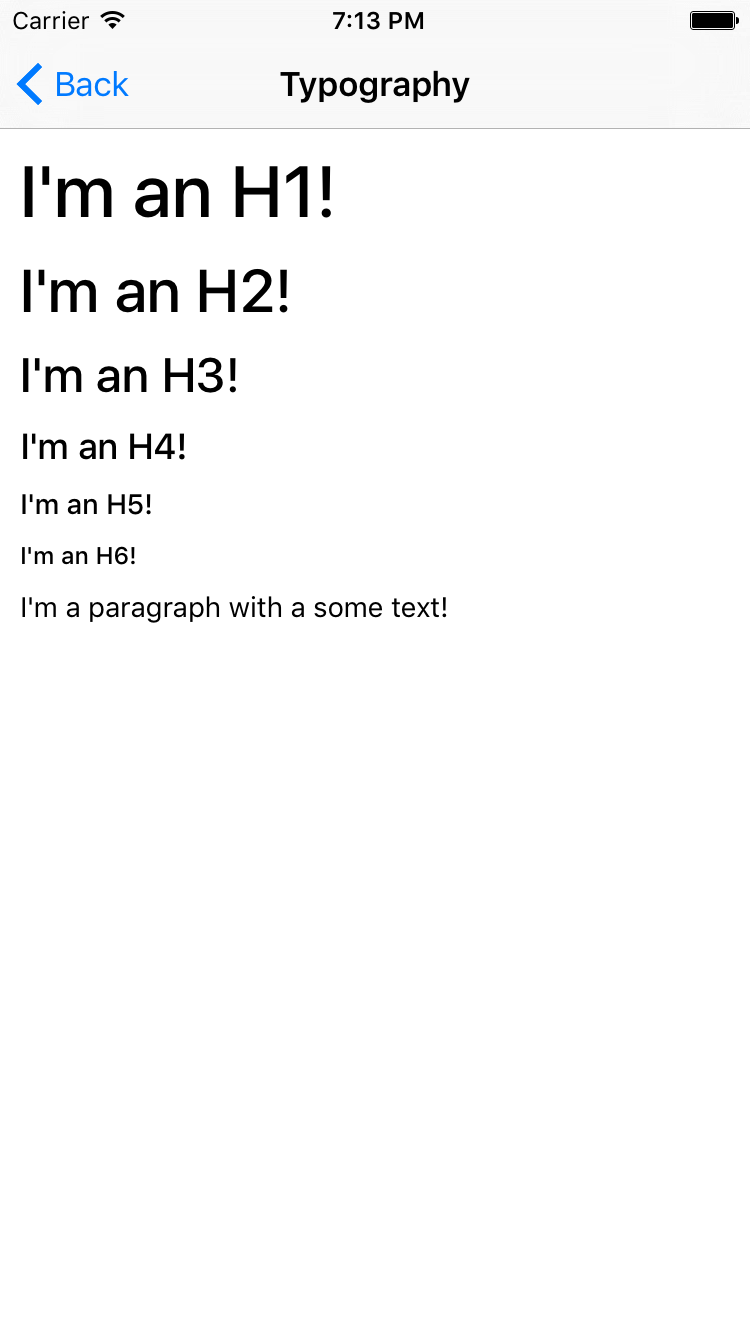 Carrier 7:13 PM
Back Typography
I'm an H1!
I'm an H2!
I'm an H3!
I'm an H4!
I'm an H5!
I'm an H6!
I'm a paragraph with a some text!